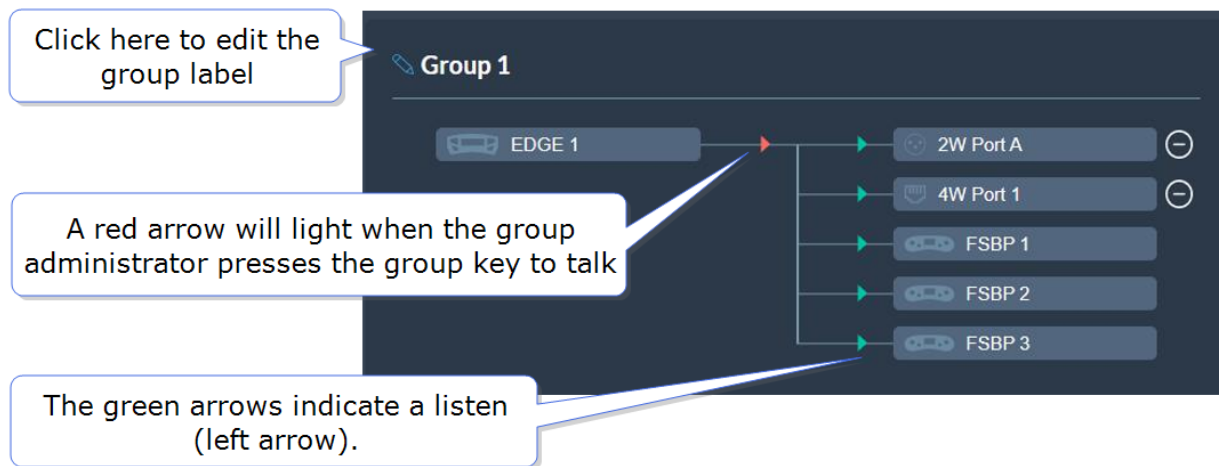 Click here to edit the
group label
Group 1
EDGE 1
2W Port A
4W Port 1
A red arrow will light when the group
administrator presses the group key to talk
FSBP 1
FSBP 2
FSBP 3
The green arrows indicate a listen
(left arrow).